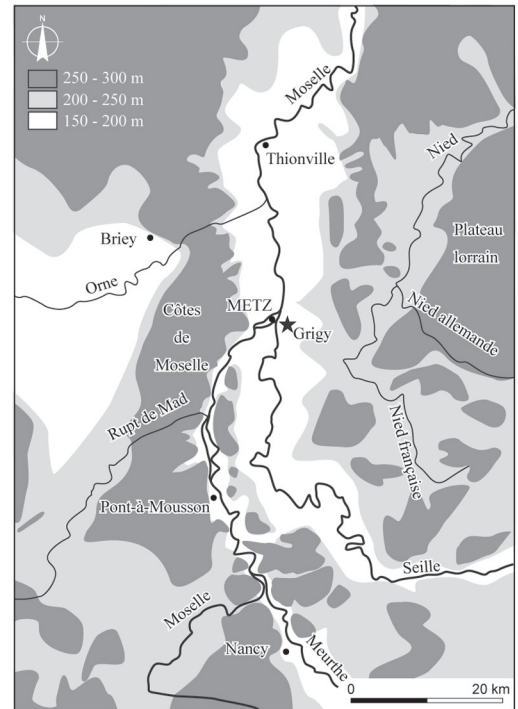 N
250 - 300 m
200 - 250 m
150 - 200 m
Moselle
Thionville
Nied
Briey
Plateau
lorrain
Orne
Côtes
de
Moselle
METZ
Grigy
Nied allemande
Rupt de Mad
Nied française
Pont-à-Mousson
Seille
Moselle
Nancy
Meurthe
0
20 km